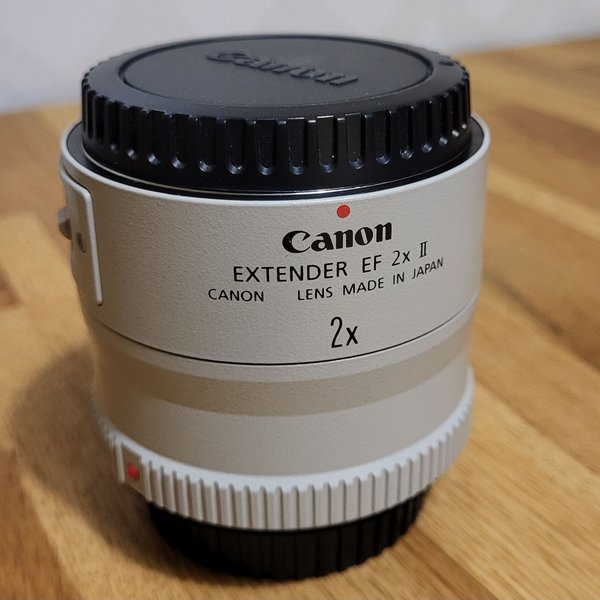 Canon
Canon
EXTENDER EF 2x II
CANON LENS MADE IN JAPAN
2x